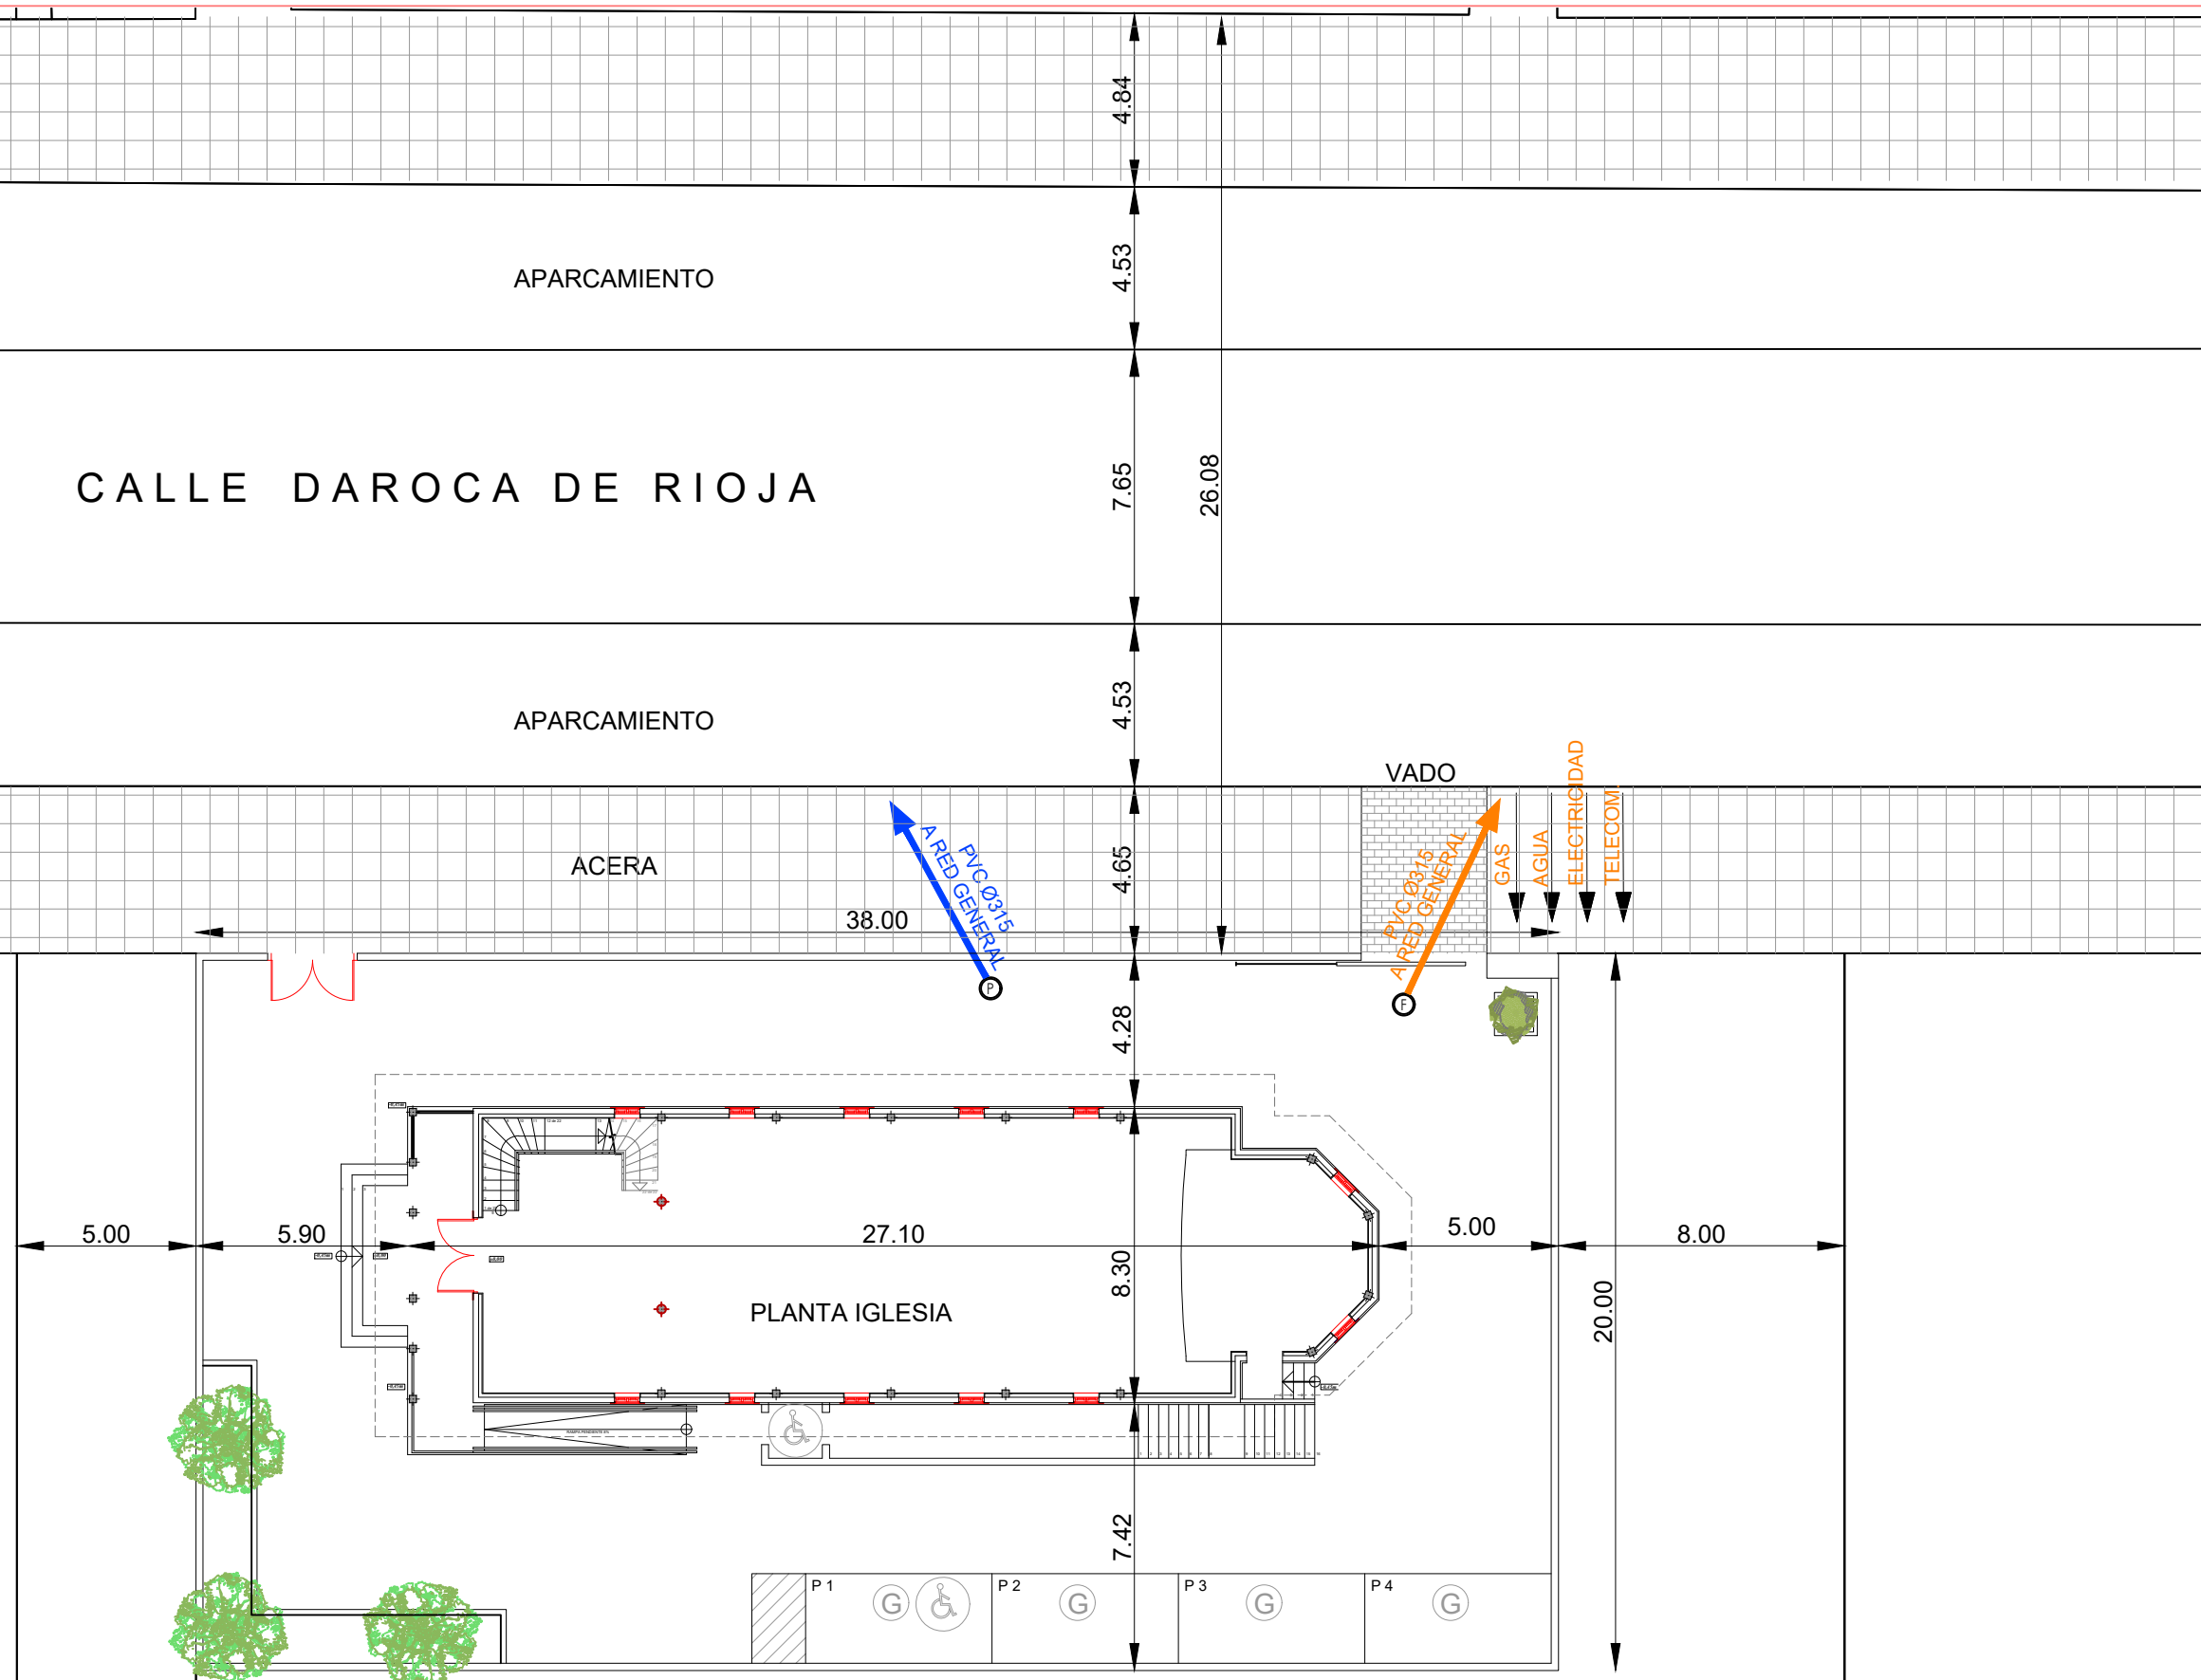 4.84
APARCAMIENTO
4.53
CALLE DAROCA DE RIOJA
7.65
26.08
APARCAMIENTO
4.53
VADO
ACERA
4.65
38.00
PVC Ø315
A RED GENERAL
PVC Ø315
A RED GENERAL
GAS
AGUA
ELECTRICIDAD
TELECOM.
P
F
4.28
5.00
5.90
27.10
5.00
8.00
8.30
20.00
PLANTA IGLESIA
7.42
P 1
G
P 2
G
P 3
G
P 4
G